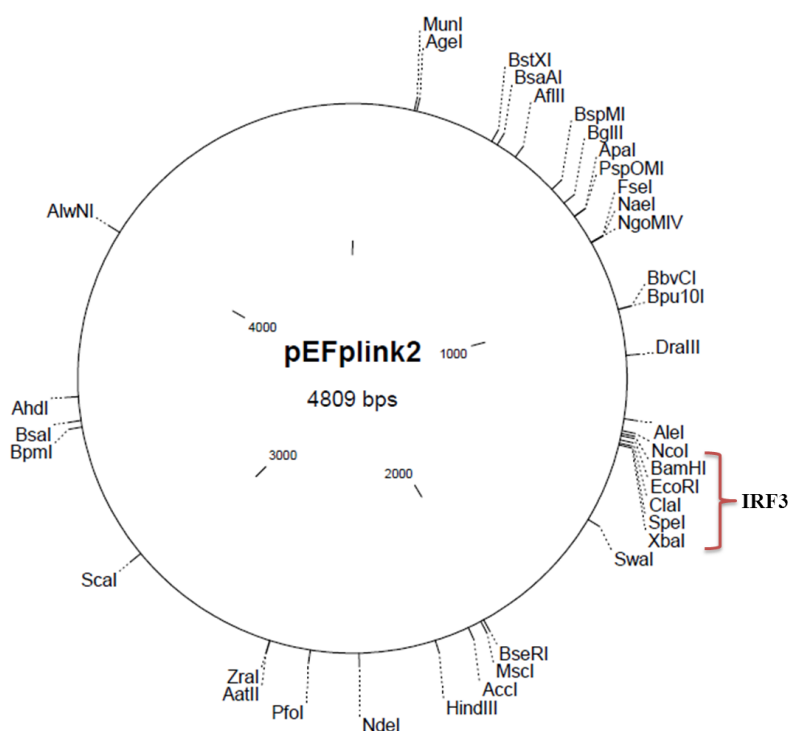 MunI
AgeI
BstXI
BsaAI
AflII
BspMI
BglII
ApaI
PspOMI
FseI
NaeI
NgoMIV
BbvCI
Bpu10I
DraIII
AleI
NcoI
BamHI
EcoRI
ClaI
SpeI
XbaI
IRF3
SwaI
BseRI
MscI
AccI
HindIII
NdeI
PfoI
ZraI
AatII
ScaI
AhdI
BsaI
BpmI
AlwNI
4000
1000
pEFplink2
4809 bps
3000
2000